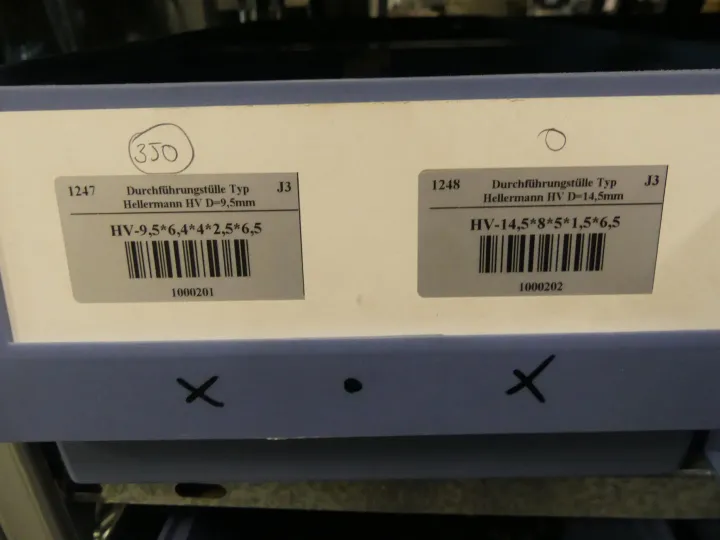 350
1247 Durchführungstülle Typ J3
Hellermann HV D=9,5mm
HV-9,5*6,4*4*2,5*6,5
1000201
0
1248 Durchführungstülle Typ J3
Hellermann HV D=14,5mm
HV-14,5*8*5*1,5*6,5
1000202
X • X